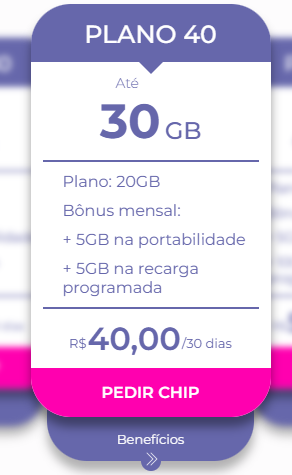 PLANO 40
Até
30 GB
Plano: 20GB
Bônus mensal:
+ 5GB na portabilidade
+ 5GB na recarga
programada
R$40,00/30 dias
PEDIR CHIP
Benefícios